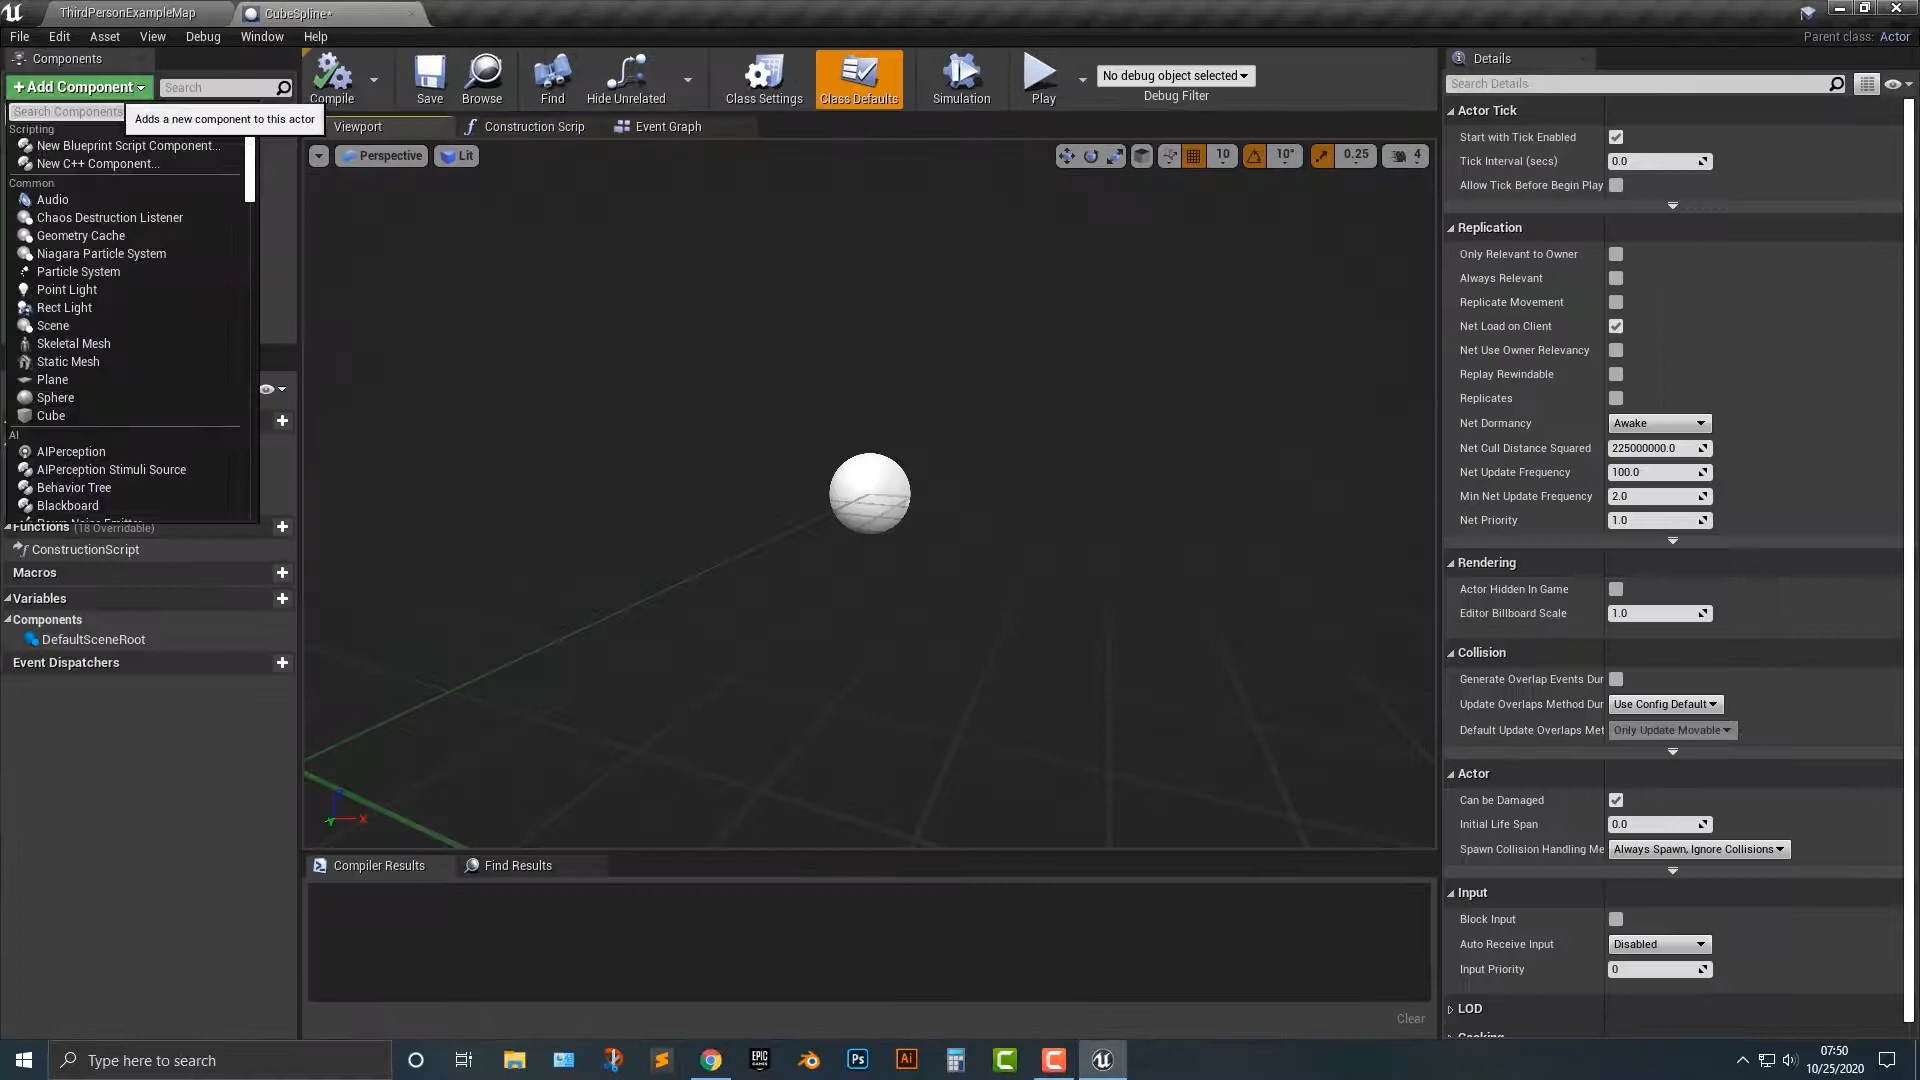 ThirdPersonExampleMap
CubeSpline*
File Edit Asset View Debug Window Help
Parent class: Actor
Components
+Add Component
Search
Search Components
Adds a new component to this actor
Scripting
New Blueprint Script Component...
New C++ Component...
Common
Audio
Chaos Destruction Listener
Geometry Cache
Niagara Particle System
Particle System
Point Light
Rect Light
Scene
Skeletal Mesh
Static Mesh
Plane
Sphere
Cube
AI
AIPerception
AIPerception Stimuli Source
Behavior Tree
Blackboard
Functions (18 Overridable)
ConstructionScript
Macros
Variables
Components
DefaultSceneRoot
Event Dispatchers
Compile
Save
Browse
Find
Hide Unrelated
Class Settings
Class Defaults
Simulation
Play
No debug object selected
Debug Filter
Viewport
Construction Scrip
Event Graph
Perspective
Lit
10
10°
0.25
4
X
Compiler Results
Find Results
Clear
Details
Search Details
Actor Tick
Start with Tick Enabled
Tick Interval (secs) 0.0
Allow Tick Before Begin Play
Replication
Only Relevant to Owner
Always Relevant
Replicate Movement
Net Load on Client
Net Use Owner Relevancy
Replay Rewindable
Replicates
Net Dormancy Awake
Net Cull Distance Squared 225000000.0
Net Update Frequency 100.0
Min Net Update Frequency 2.0
Net Priority 1.0
Rendering
Actor Hidden In Game
Editor Billboard Scale 1.0
Collision
Generate Overlap Events Dur
Update Overlaps Method Dur Use Config Default
Default Update Overlaps Met Only Update Movable
Actor
Can be Damaged
Initial Life Span 0.0
Spawn Collision Handling Me Always Spawn, Ignore Collisions
Input
Block Input
Auto Receive Input Disabled
Input Priority 0
LOD
Type here to search
EPIC GAMES
Ps
Ai
07:50
10/25/2020